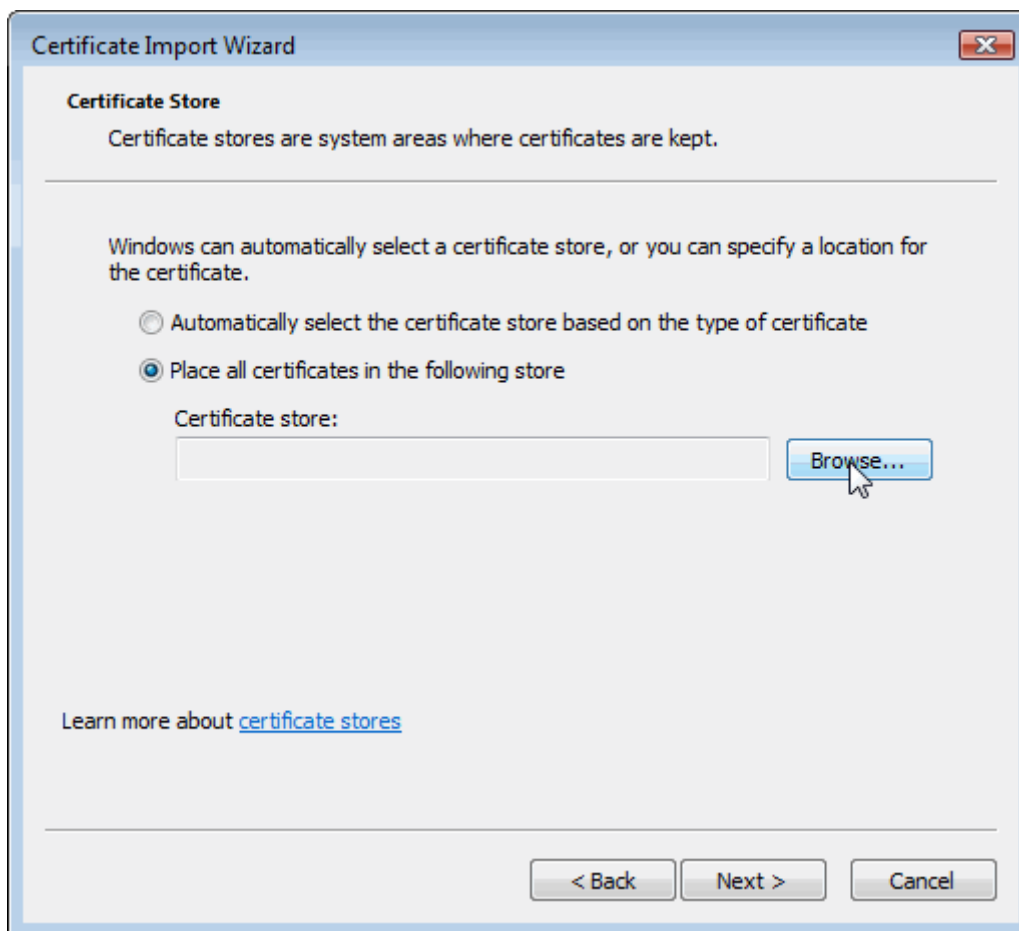 Certificate Import Wizard
Certificate Store
Certificate stores are system areas where certificates are kept.
Windows can automatically select a certificate store, or you can specify a location for
the certificate.
Automatically select the certificate store based on the type of certificate
Place all certificates in the following store
Certificate store:
Browse...
Learn more about certificate stores
< Back
Next >
Cancel